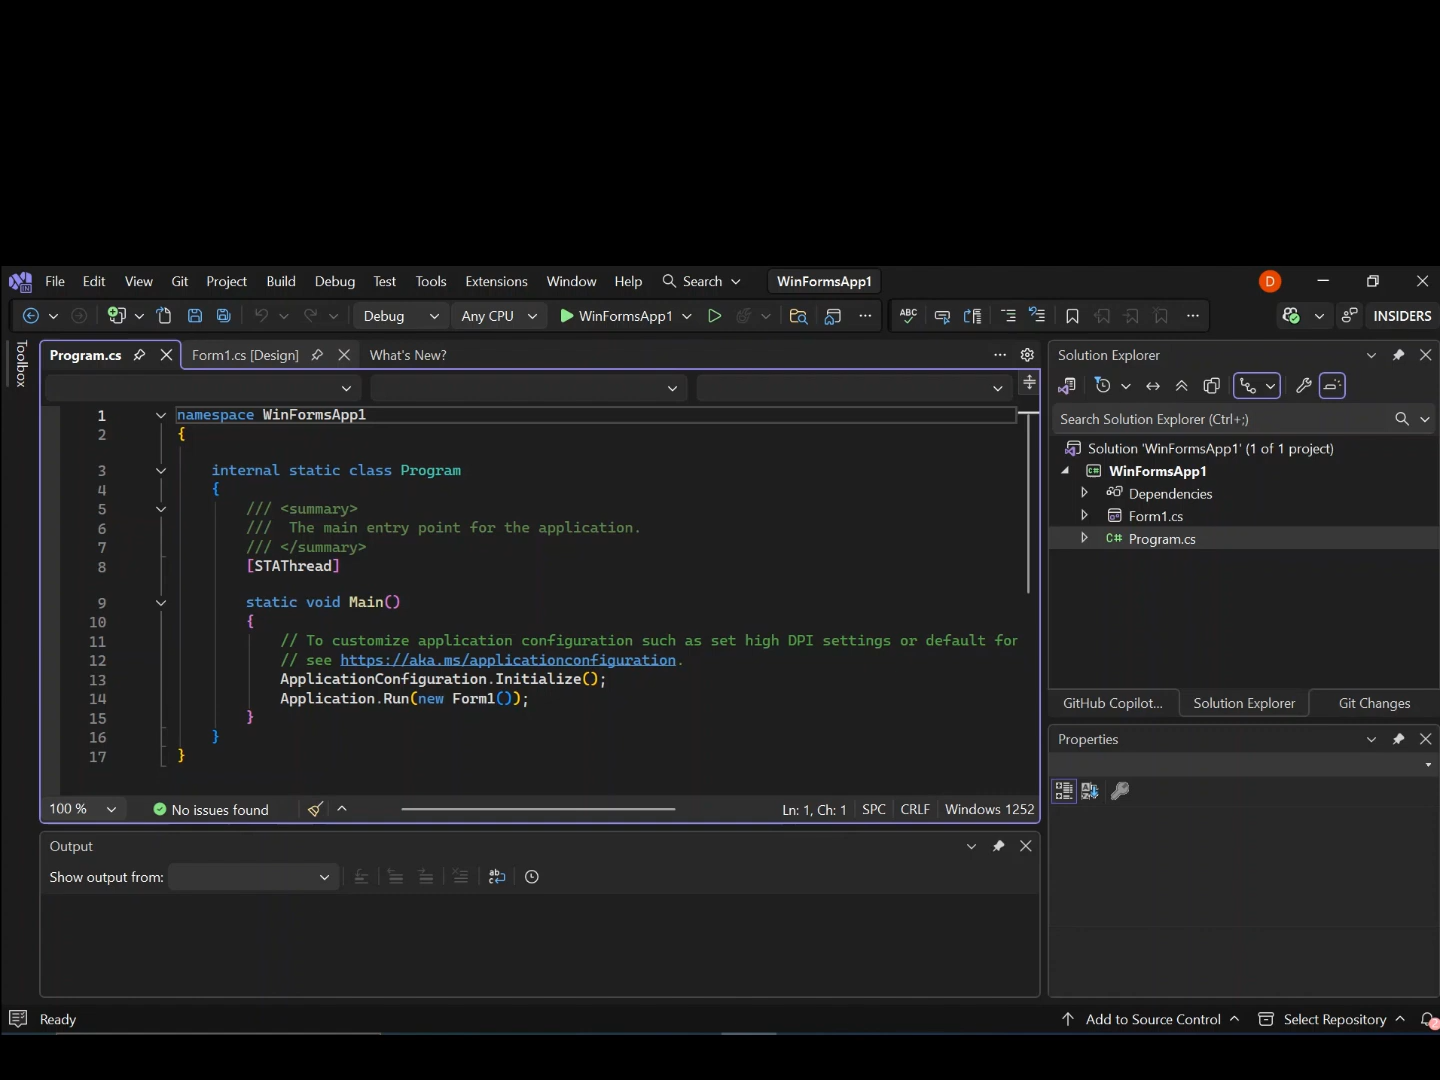 File Edit View Git Project Build Debug Test Tools Extensions Window Help Search WinFormsApp1 D
Debug Any CPU WinFormsApp1 ABC INSIDERS
Toolbox
Program.cs Form1.cs [Design] What's New?
1 namespace WinFormsApp1
2 {
3 internal static class Program
4 {
5 /// <summary>
6 /// The main entry point for the application.
7 /// </summary>
8 [STAThread]
9 static void Main()
10 {
11 // To customize application configuration such as set high DPI settings or default for
12 // see https://aka.ms/applicationconfiguration.
13 ApplicationConfiguration.Initialize();
14 Application.Run(new Form1());
15 }
16 }
17 }
100 % No issues found Ln: 1, Ch: 1 SPC CRLF Windows 1252
Output
Show output from:
Solution Explorer
Search Solution Explorer (Ctrl+;)
Solution 'WinFormsApp1' (1 of 1 project)
C# WinFormsApp1
Dependencies
Form1.cs
C# Program.cs
GitHub Copilot... Solution Explorer Git Changes
Properties
Ready Add to Source Control Select Repository